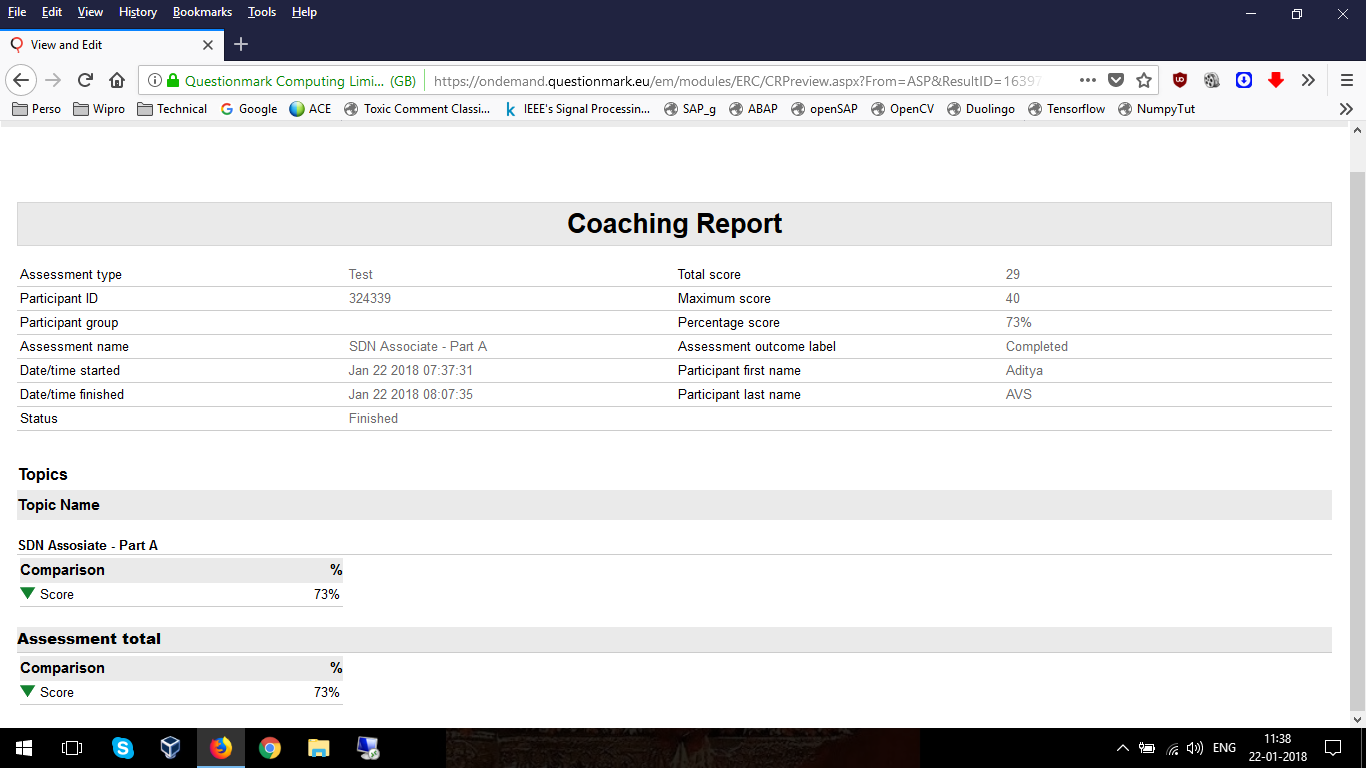 File Edit View History Bookmarks Tools Help
View and Edit
Questionmark Computing Limi... (GB) https://ondemand.questionmark.eu/em/modules/ERC/CRPreview.aspx?From=ASP&ResultID=16397
Perso Wipro Technical Google ACE Toxic Comment Classi... IEEE's Signal Processin... SAP_g ABAP openSAP OpenCV Duolingo Tensorflow NumpyTut
Coaching Report
Assessment type Test Total score 29
Participant ID 324339 Maximum score 40
Participant group Percentage score 73%
Assessment name SDN Associate - Part A Assessment outcome label Completed
Date/time started Jan 22 2018 07:37:31 Participant first name Aditya
Date/time finished Jan 22 2018 08:07:35 Participant last name AVS
Status Finished
Topics
Topic Name
SDN Assosiate - Part A
Comparison %
Score 73%
Assessment total
Comparison %
Score 73%
ENG 11:38
22-01-2018